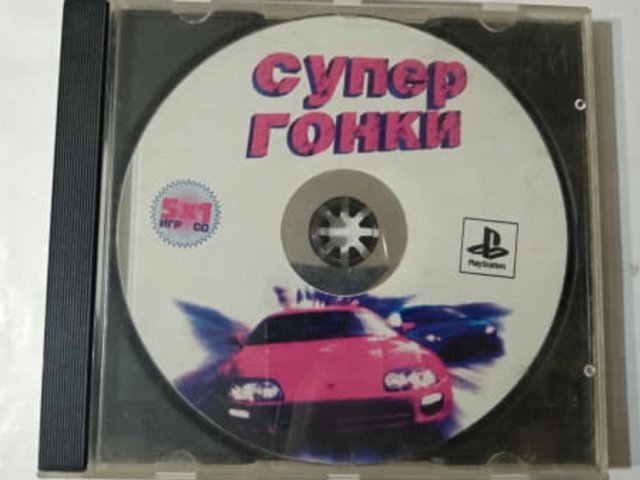 супер
гонки
5x1
ИГР CD
PlayStation